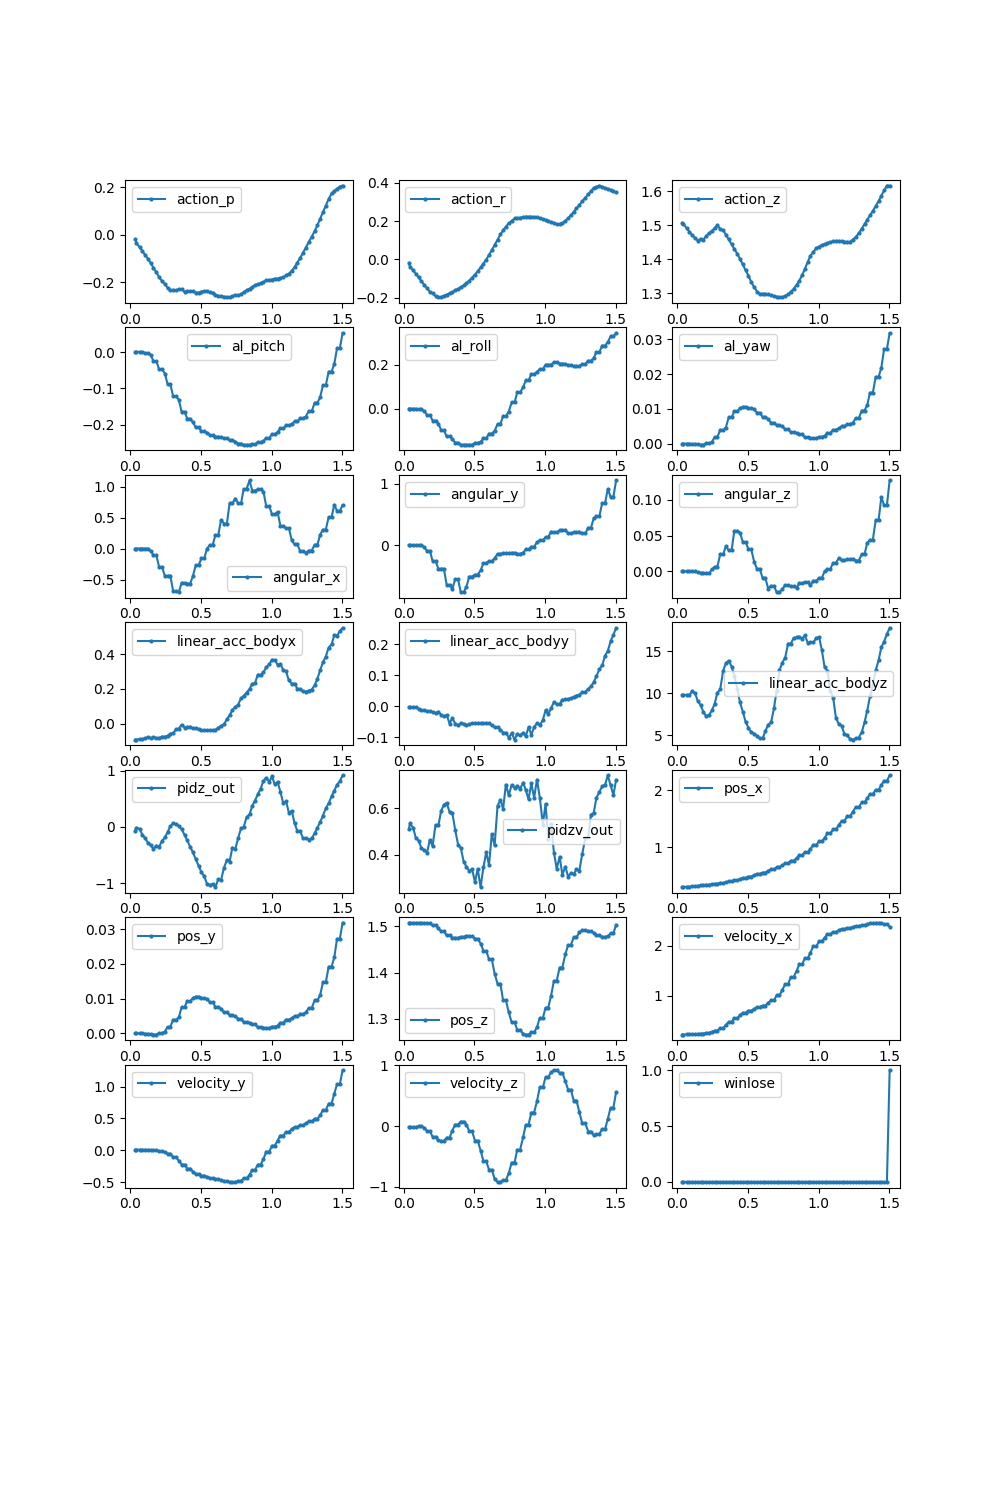 action_p
0.2
0.0
−0.2
0.0 0.5 1.0 1.5
action_r
0.4
0.2
0.0
−0.2
0.0 0.5 1.0 1.5
action_z
1.6
1.5
1.4
1.3
0.0 0.5 1.0 1.5
al_pitch
0.0
−0.1
−0.2
0.0 0.5 1.0 1.5
al_roll
0.2
0.0
0.0 0.5 1.0 1.5
al_yaw
0.03
0.02
0.01
0.00
0.0 0.5 1.0 1.5
angular_x
1.0
0.5
0.0
−0.5
0.0 0.5 1.0 1.5
angular_y
1
0
0.0 0.5 1.0 1.5
angular_z
0.10
0.05
0.00
0.0 0.5 1.0 1.5
linear_acc_bodyx
0.4
0.2
0.0
0.0 0.5 1.0 1.5
linear_acc_bodyy
0.2
0.1
0.0
−0.1
0.0 0.5 1.0 1.5
linear_acc_bodyz
15
10
5
0.0 0.5 1.0 1.5
pidz_out
1
0
−1
0.0 0.5 1.0 1.5
pidzv_out
0.6
0.4
0.0 0.5 1.0 1.5
pos_x
2
1
0.0 0.5 1.0 1.5
pos_y
0.03
0.02
0.01
0.00
0.0 0.5 1.0 1.5
pos_z
1.5
1.4
1.3
0.0 0.5 1.0 1.5
velocity_x
2
1
0.0 0.5 1.0 1.5
velocity_y
1.0
0.5
0.0
−0.5
0.0 0.5 1.0 1.5
velocity_z
1
0
−1
0.0 0.5 1.0 1.5
winlose
1.0
0.5
0.0
0.0 0.5 1.0 1.5